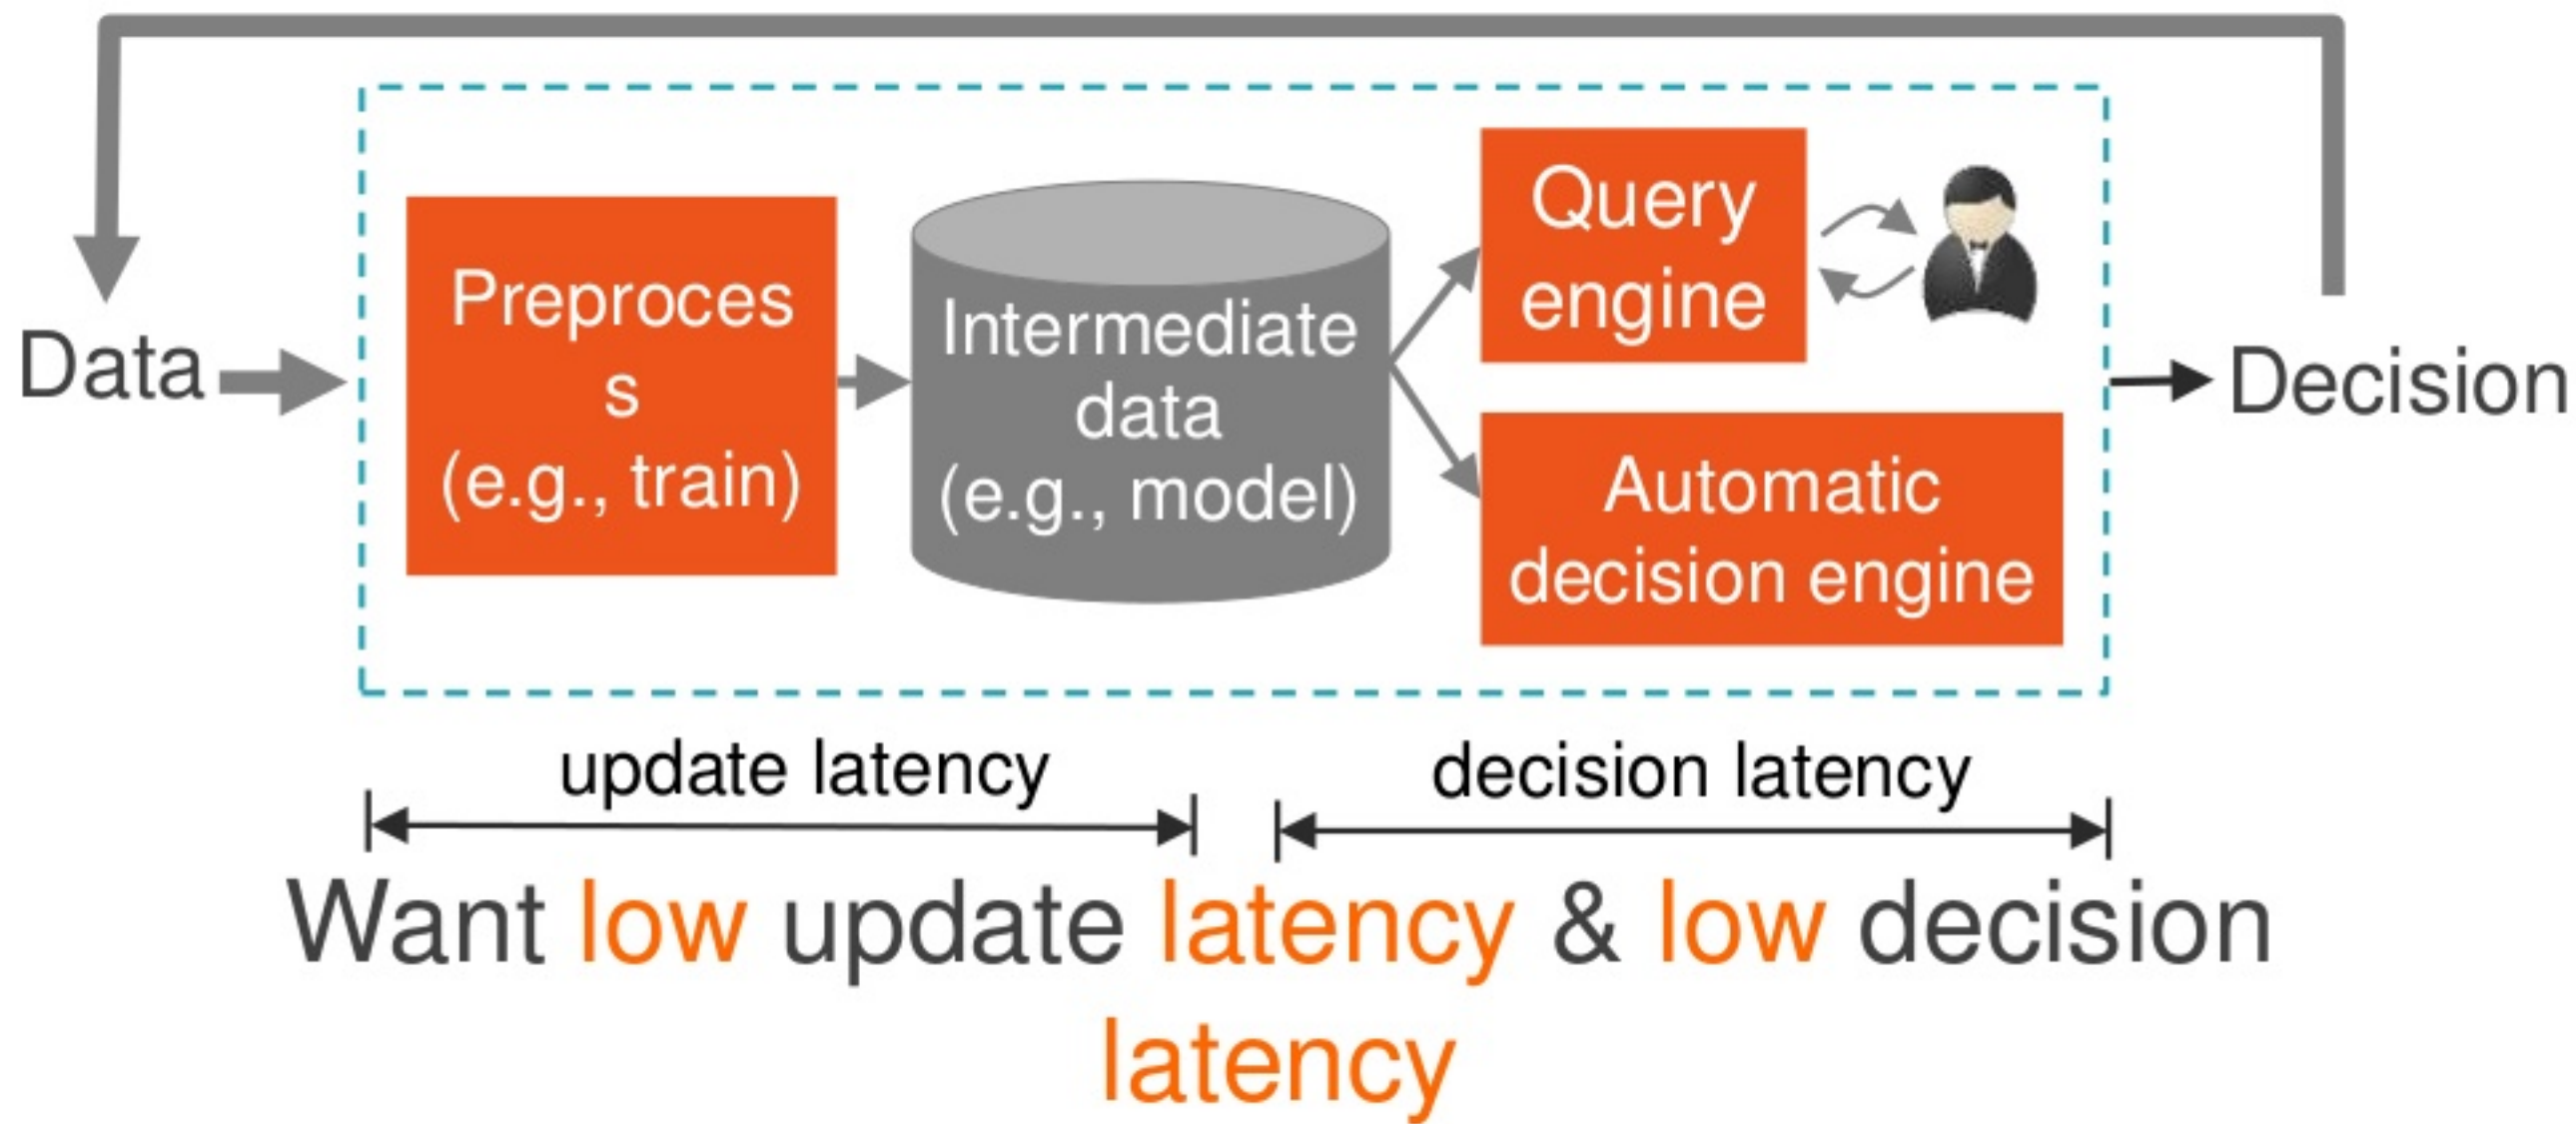 Data
Preproces
s
(e.g., train)
Intermediate
data
(e.g., model)
Query
engine
Automatic
decision engine
Decision
update latency
decision latency
Want low update latency & low decision
latency